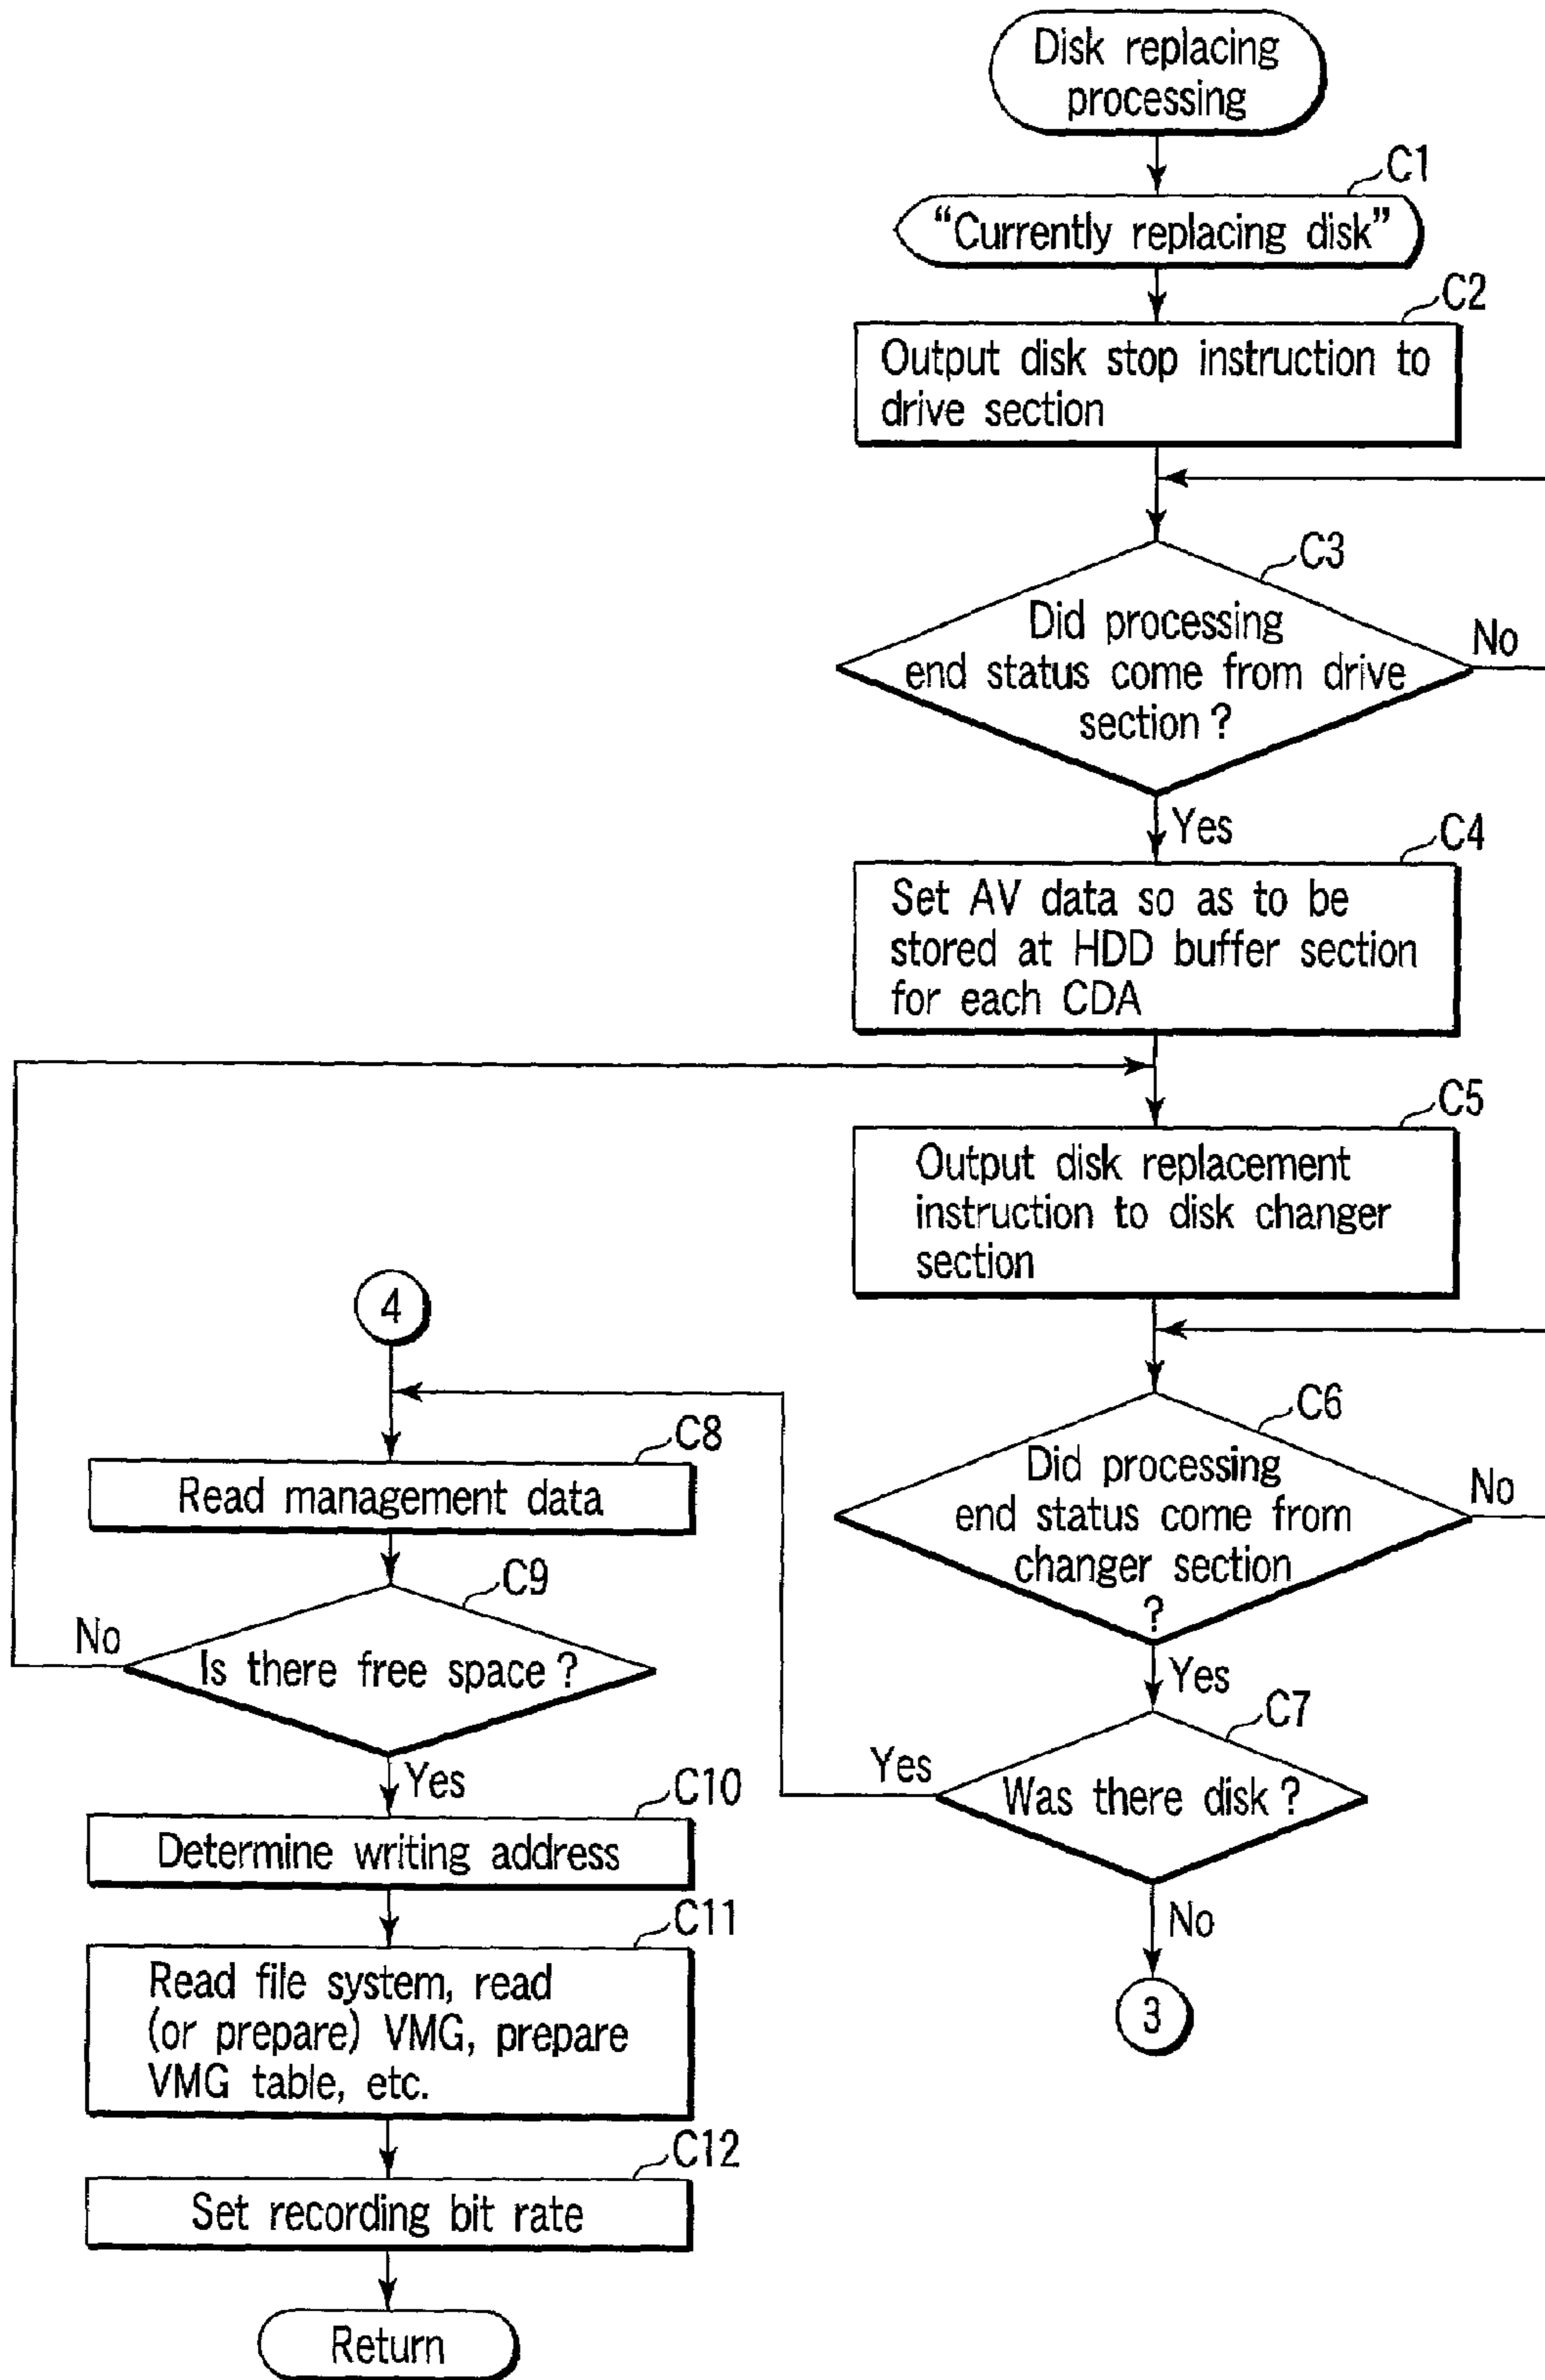 Disk replacing
processing
C1
“Currently replacing disk”
C2
Output disk stop instruction to
drive section
C3
Did processing
end status come from drive
section ?
No
Yes
C4
Set AV data so as to be
stored at HDD buffer section
for each CDA
C5
Output disk replacement
instruction to disk changer
section
C6
Did processing
end status come from
changer section
?
No
Yes
C7
Was there disk ?
Yes
No
3
4
C8
Read management data
C9
Is there free space ?
No
Yes
C10
Determine writing address
C11
Read file system, read
(or prepare) VMG, prepare
VMG table, etc.
C12
Set recording bit rate
Return